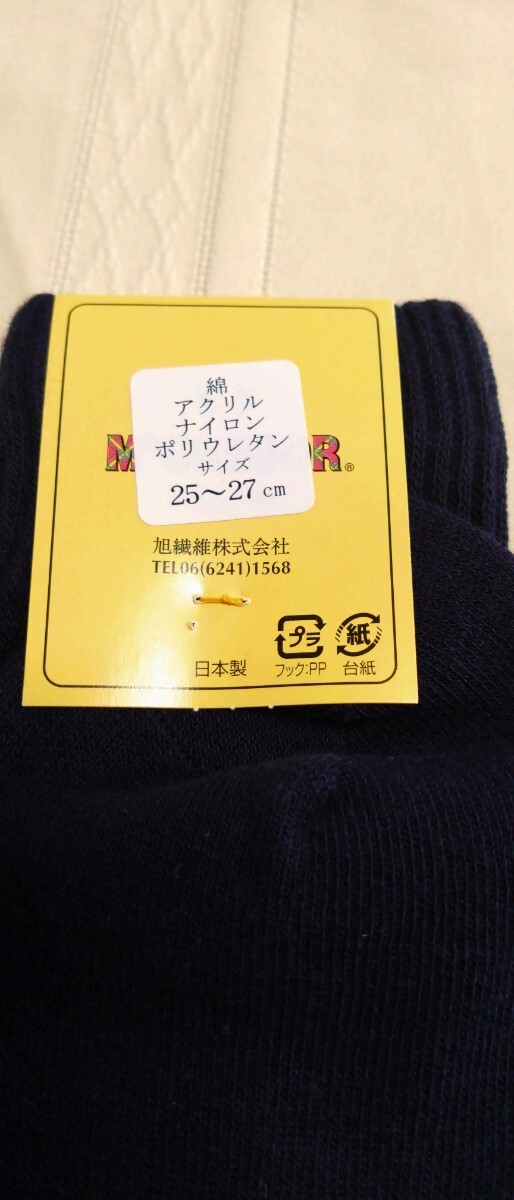 綿
アクリル
ナイロン
ポリウレタン
サイズ
25～27cm
旭繊維株式会社
TEL06(6241)1568
プラ
紙
日本製
フック:PP
台紙